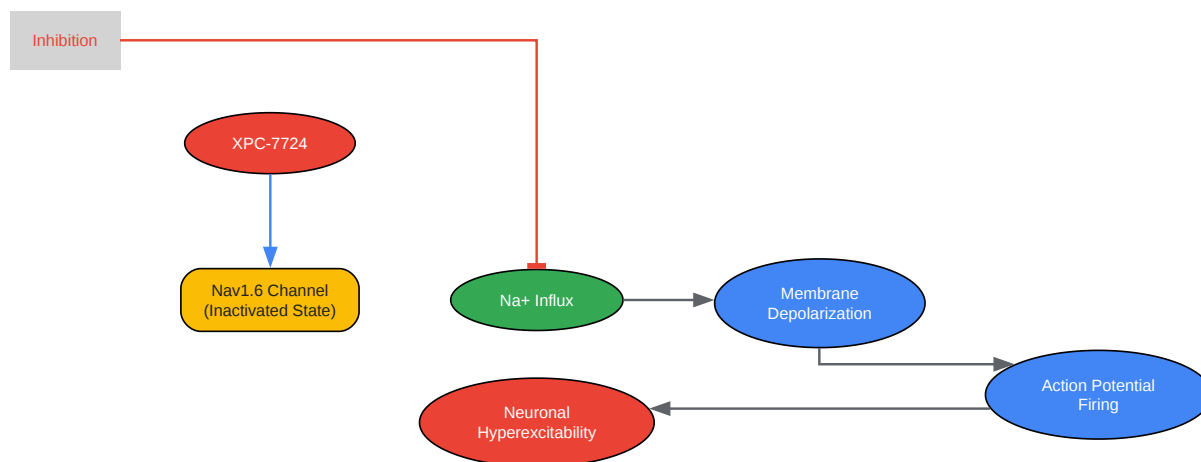 Inhibition
XPC-7724
Nav1.6 Channel
(Inactivated State)
Na+ Influx
Membrane
Depolarization
Action Potential
Firing
Neuronal
Hyperexcitability